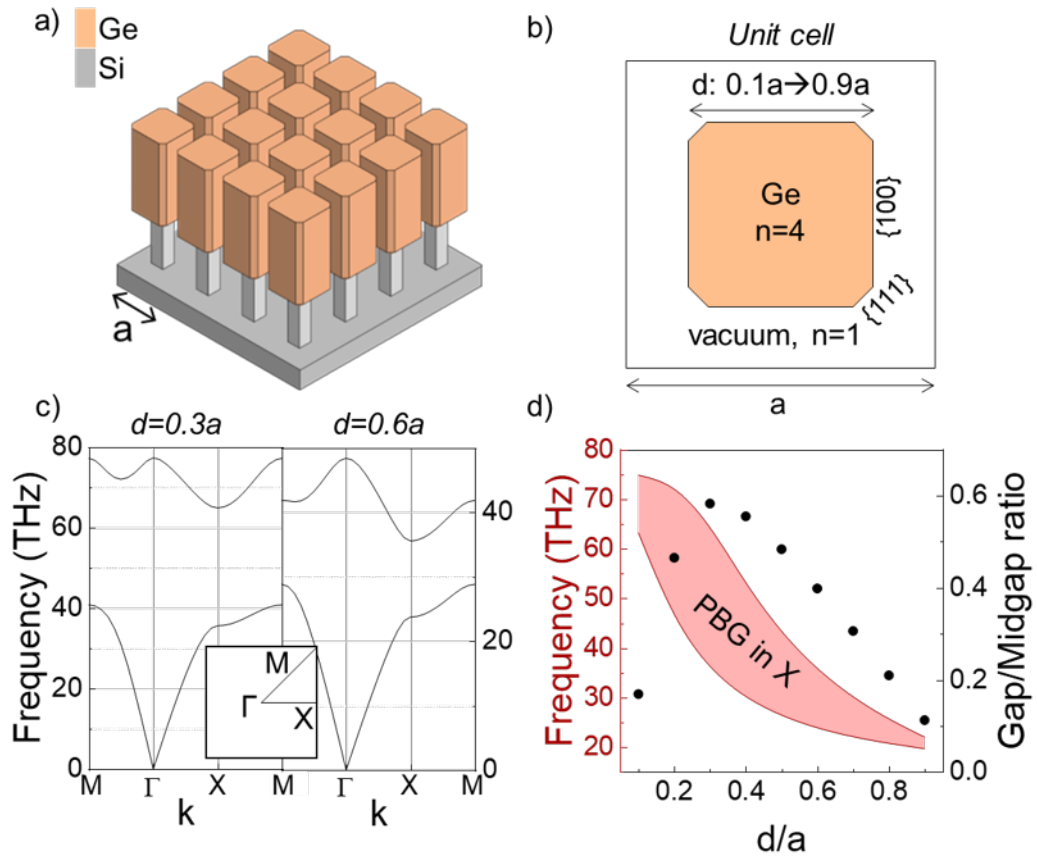 a)
Ge
Si
a
b)
Unit cell
d: 0.1a→0.9a
Ge
n=4
{100}
{111}
vacuum, n=1
a
c)
d=0.3a
d=0.6a
Frequency (THz)
80
60
40
20
0
40
20
0
M
Γ
X
M
Γ
X
M
k
k
M
Γ
X
d)
Frequency (THz)
80
70
60
50
40
30
20
PBG in X
0.6
0.4
0.2
0.0
Gap/Midgap ratio
0.2
0.4
0.6
0.8
d/a